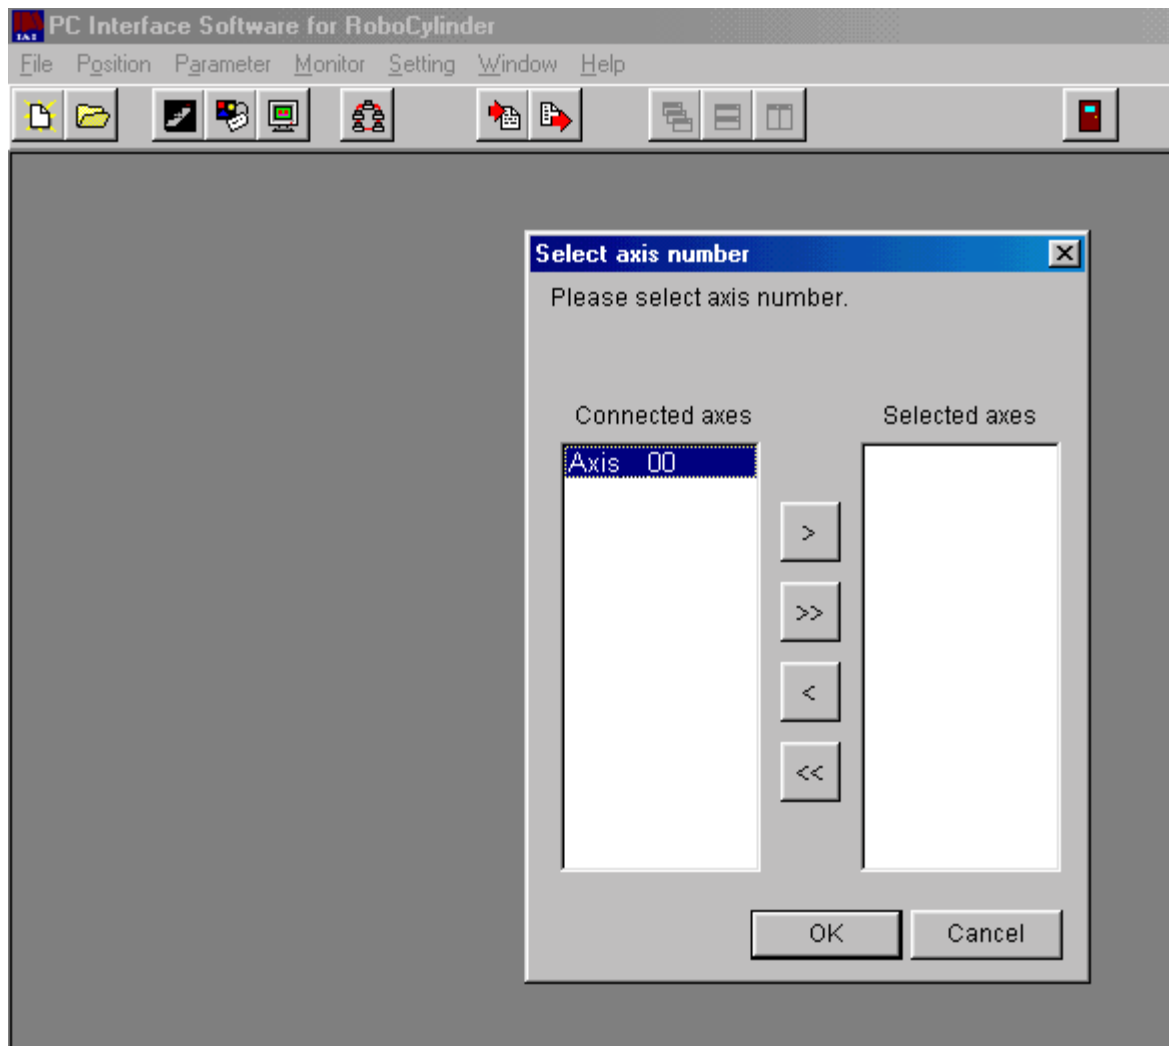 IAI
PC Interface Software for RoboCylinder
File Position Parameter Monitor Setting Window Help
Select axis number
Please select axis number.
Connected axes Selected axes
Axis 00
>
>>
<
<<
OK Cancel